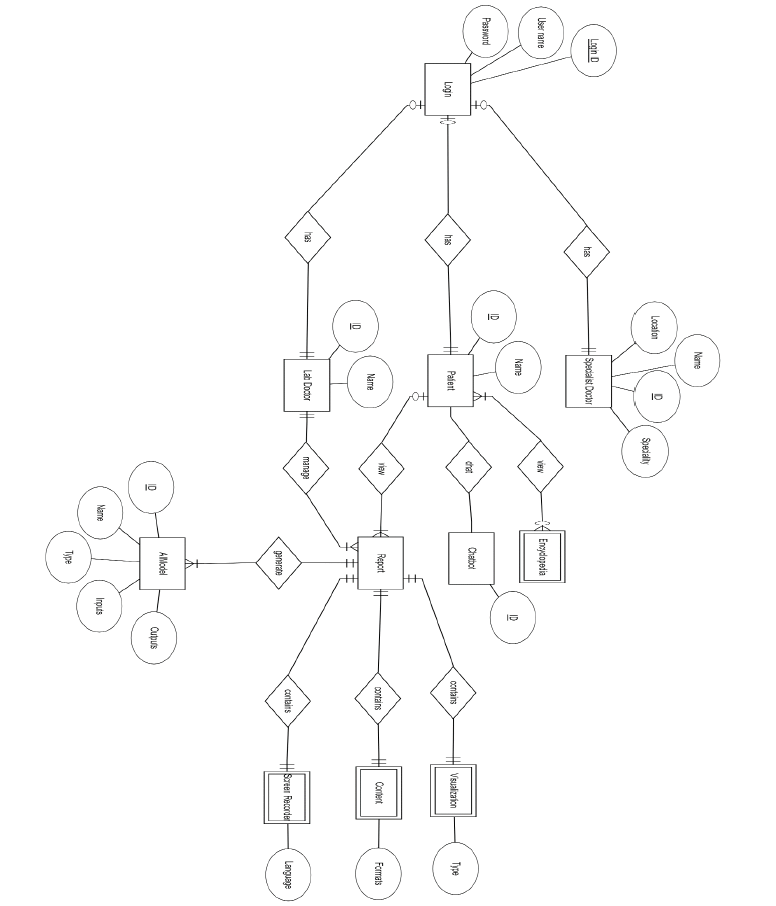 Login ID
User name
Password
Login
has
has
has
Location
Name
ID
Speciality
Specialist Doctor
ID
Name
Patient
ID
Name
Lab Doctor
view
chat
view
manage
Encyclopedia
Chatbot
ID
Report
generate
ID
Name
Type
Inputs
Outputs
AIModel
contains
contains
contains
Visualization
Content
Screen Recorder
Type
Formats
Language